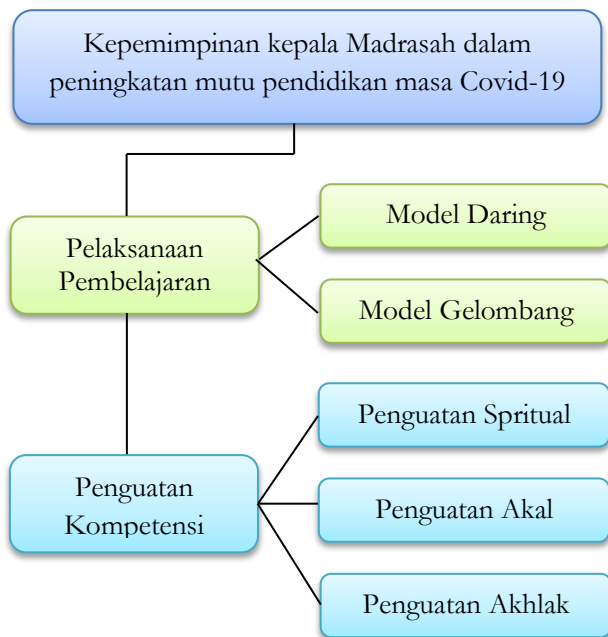 Kepemimpinan kepala Madrasah dalam
peningkatan mutu pendidikan masa Covid-19
Pelaksanaan
Pembelajaran
Model Daring
Model Gelombang
Penguatan
Kompetensi
Penguatan Spritual
Penguatan Akal
Penguatan Akhlak